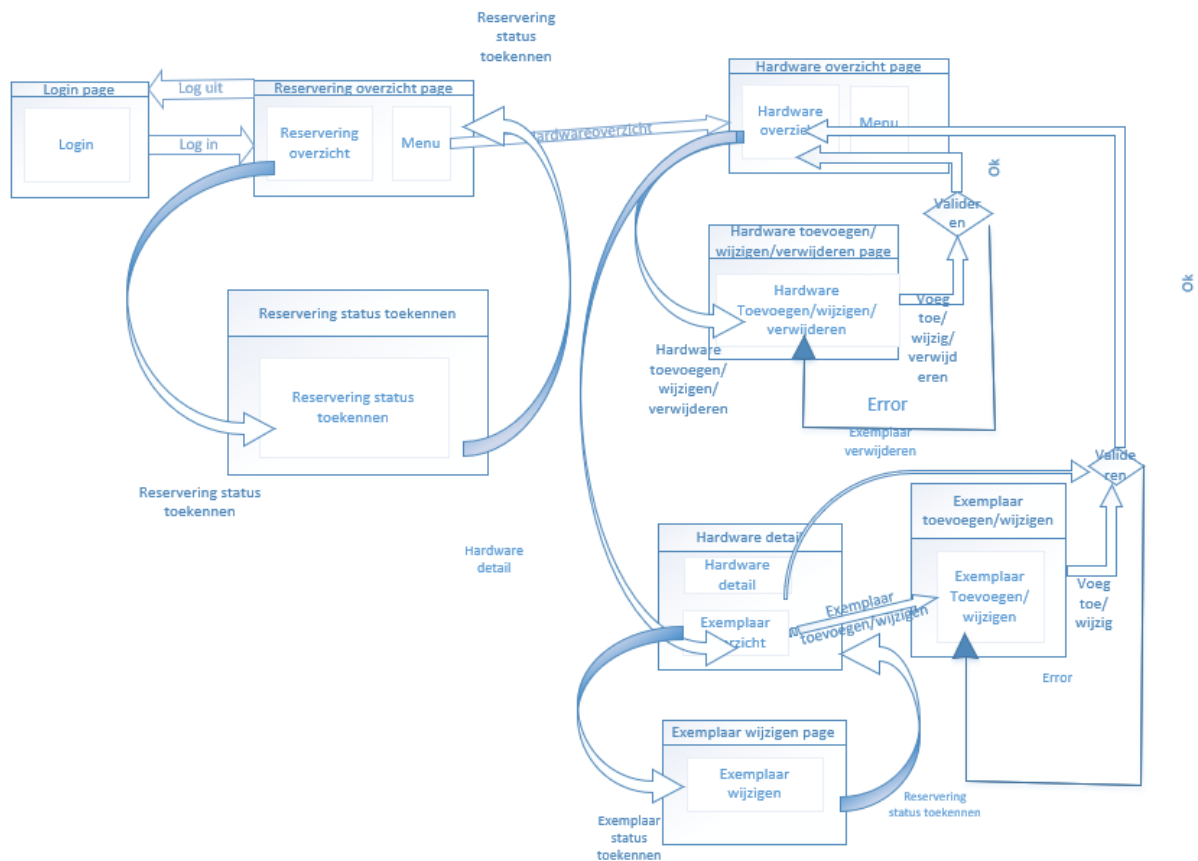 Reservering
status
toekennen
Login page
Login
Log uit
Log in
Reservering overzicht page
Reservering
overzicht
Menu
Hardwareoverzicht
Hardware overzicht page
Hardware
Menu
Ok
Valider
en
Hardware toevoegen/
wijzigen/verwijderen page
Hardware
Toevoegen/wijzigen/
verwijderen
Voeg
toe/
wijzig/
verwijd
eren
Ok
Reservering status toekennen
Reservering status
toekennen
Hardware
toevoegen/
wijzigen/
verwijderen
Error
Exemplaar
verwijderen
Valide
ren
Reservering status
toekennen
Hardware
detail
Hardware detail
Hardware
detail
Exemplaar
Exemplaar
toevoegen/wijzigen
Exemplaar
toevoegen/wijzigen
Exemplaar
Toevoegen/
wijzigen
Voeg
toe/
wijzig
Error
Exemplaar wijzigen page
Exemplaar
wijzigen
Exemplaar
status
toekennen
Reservering
status toekennen